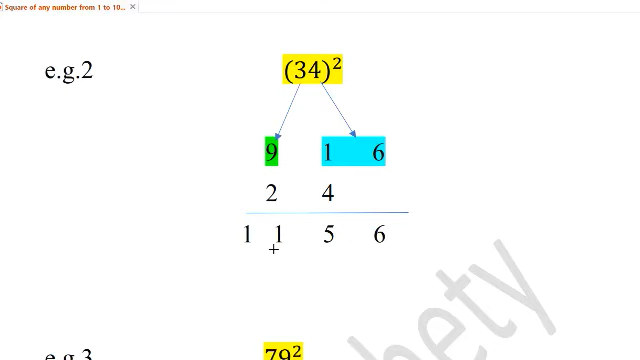 Square of any number from 1 to 10...
e.g.2
(34)²
9 1 6
2 4
1 1 5 6
+
e.g.3
79²